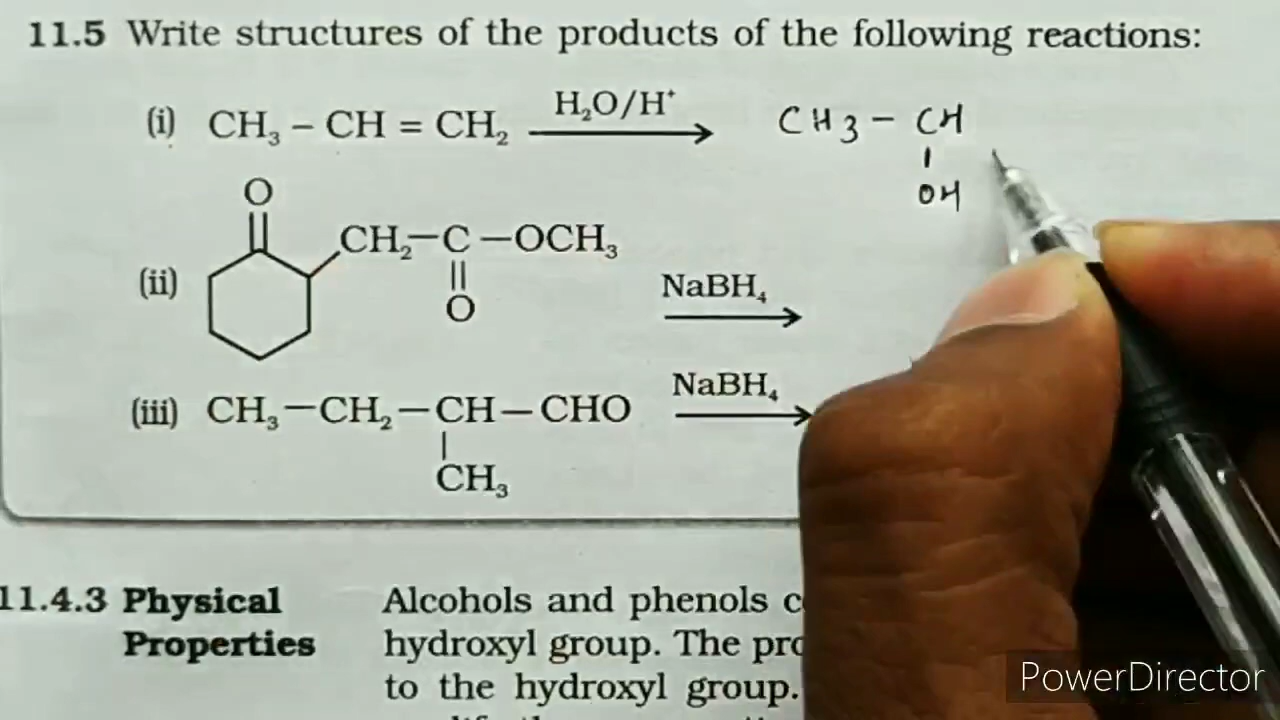 11.5 Write structures of the products of the following reactions:
(i) CH₃ – CH = CH₂ H₂O/H⁺ CH3 – CH
OH
O
(ii) CH₂ – C – OCH₃
O
NaBH₄
(iii) CH₃ – CH₂ – CH – CHO NaBH₄
CH₃
11.4.3 Physical Properties
Alcohols and phenols
hydroxyl group. The
to the hydroxyl group.
PowerDirector